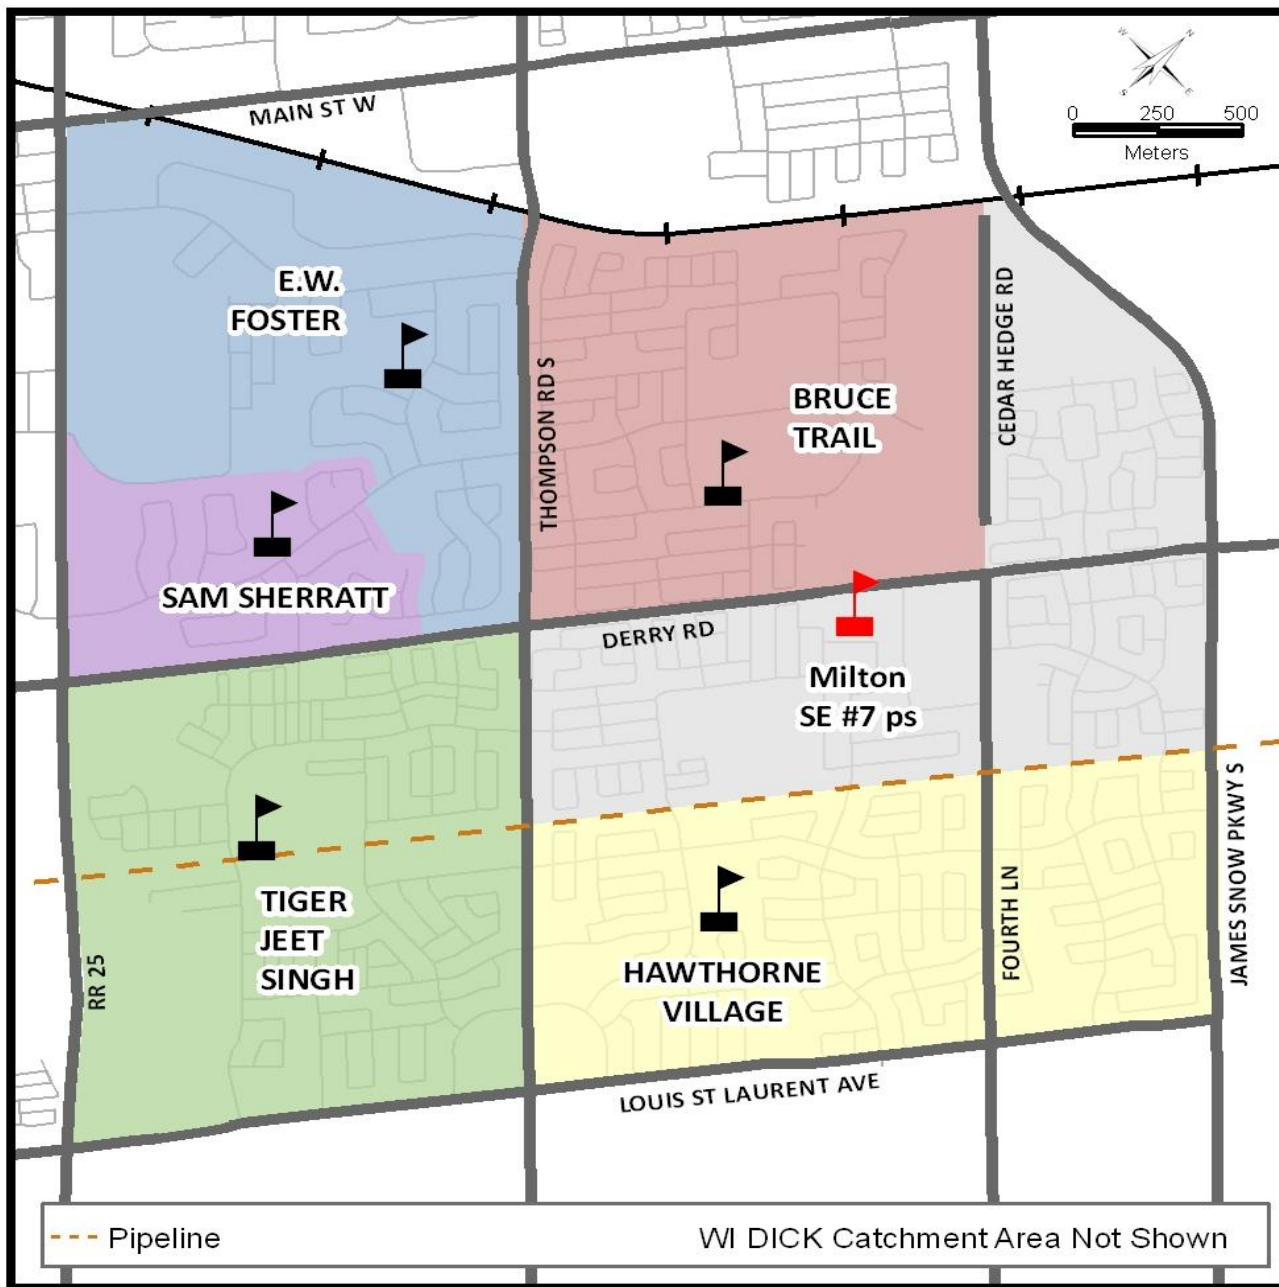 MAIN ST W
W
N
S
E
0 250 500
Meters
E.W.
FOSTER
THOMPSON RD S
BRUCE
TRAIL
CEDAR HEDGE RD
SAM SHERRATT
DERRY RD
Milton
SE #7 ps
TIGER
JEET
SINGH
RR 25
HAWTHORNE
VILLAGE
FOURTH LN
JAMES SNOW PKWY S
LOUIS ST LAURENT AVE
Pipeline
WI DICK Catchment Area Not Shown